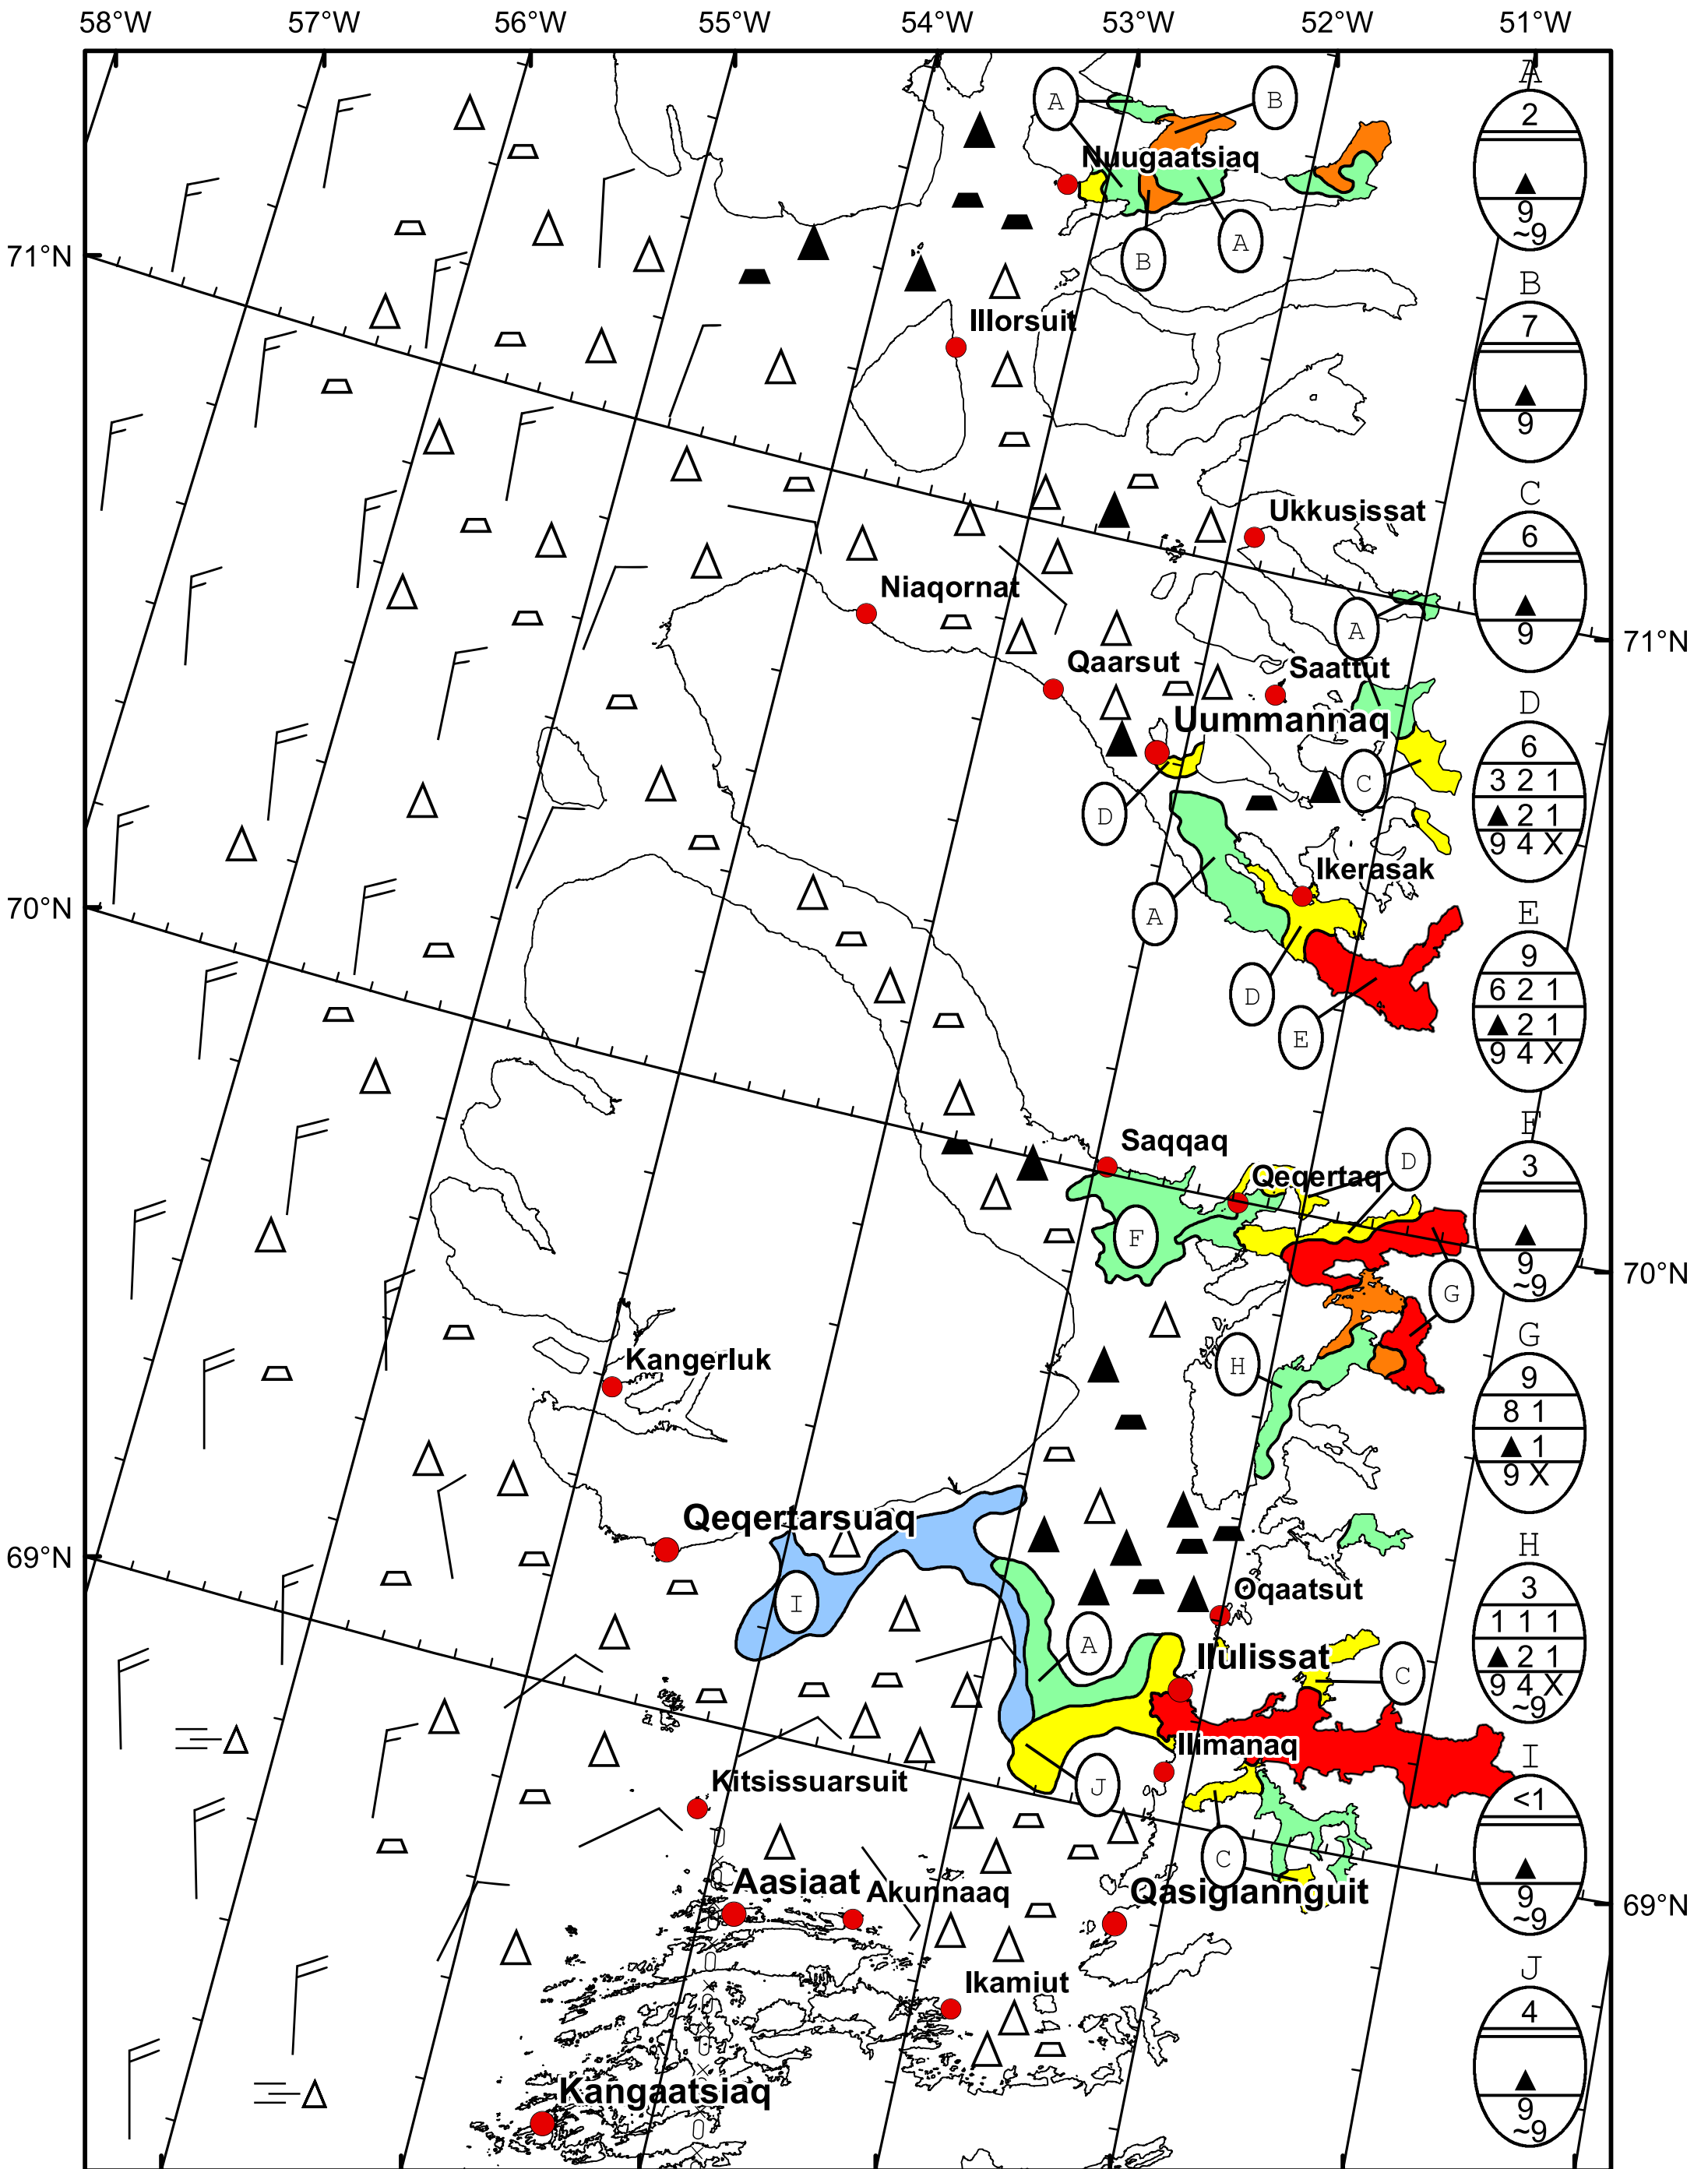 58°W 57°W 56°W 55°W 54°W 53°W 52°W 51°W
A
2
9
~9
A
B
Nuugaatsiaq
71°N
B
A
B
7
9
Illorsuit
C
6
9
Ukkusissat
Niaqornat
A
71°N
Qaarsut
Saattut
Uummannaq
D
6
3 2 1
2 1
9 4 X
C
D
Ikerasak
70°N
A
E
9
6 2 1
2 1
9 4 X
D
E
F
3
9
~9
Saqqaq
D
Qeqertaq
F
70°N
G
G
9
8 1
1
9 X
Kangerluk
H
Qeqertarsuaq
69°N
H
3
1 1 1
2 1
9 4 X
~9
Oqaatsut
I
A
Ilulissat
C
Ilimanaq
I
<1
9
~9
Kitsissuarsuit
J
C
Aasiaat
Akunnaaq
Qasigiannguit
69°N
Ikamiut
J
4
9
~9
Kangaatsiaq